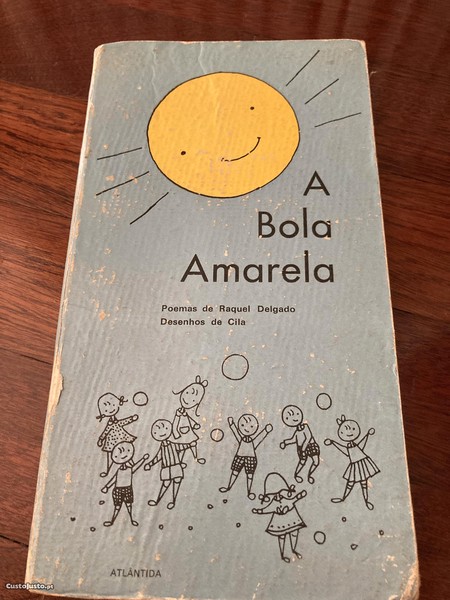 A
Bola
Amarela
Poemas de Raquel Delgado
Desenhos de Cila
ATLÂNTIDA
CustoJusto.pt